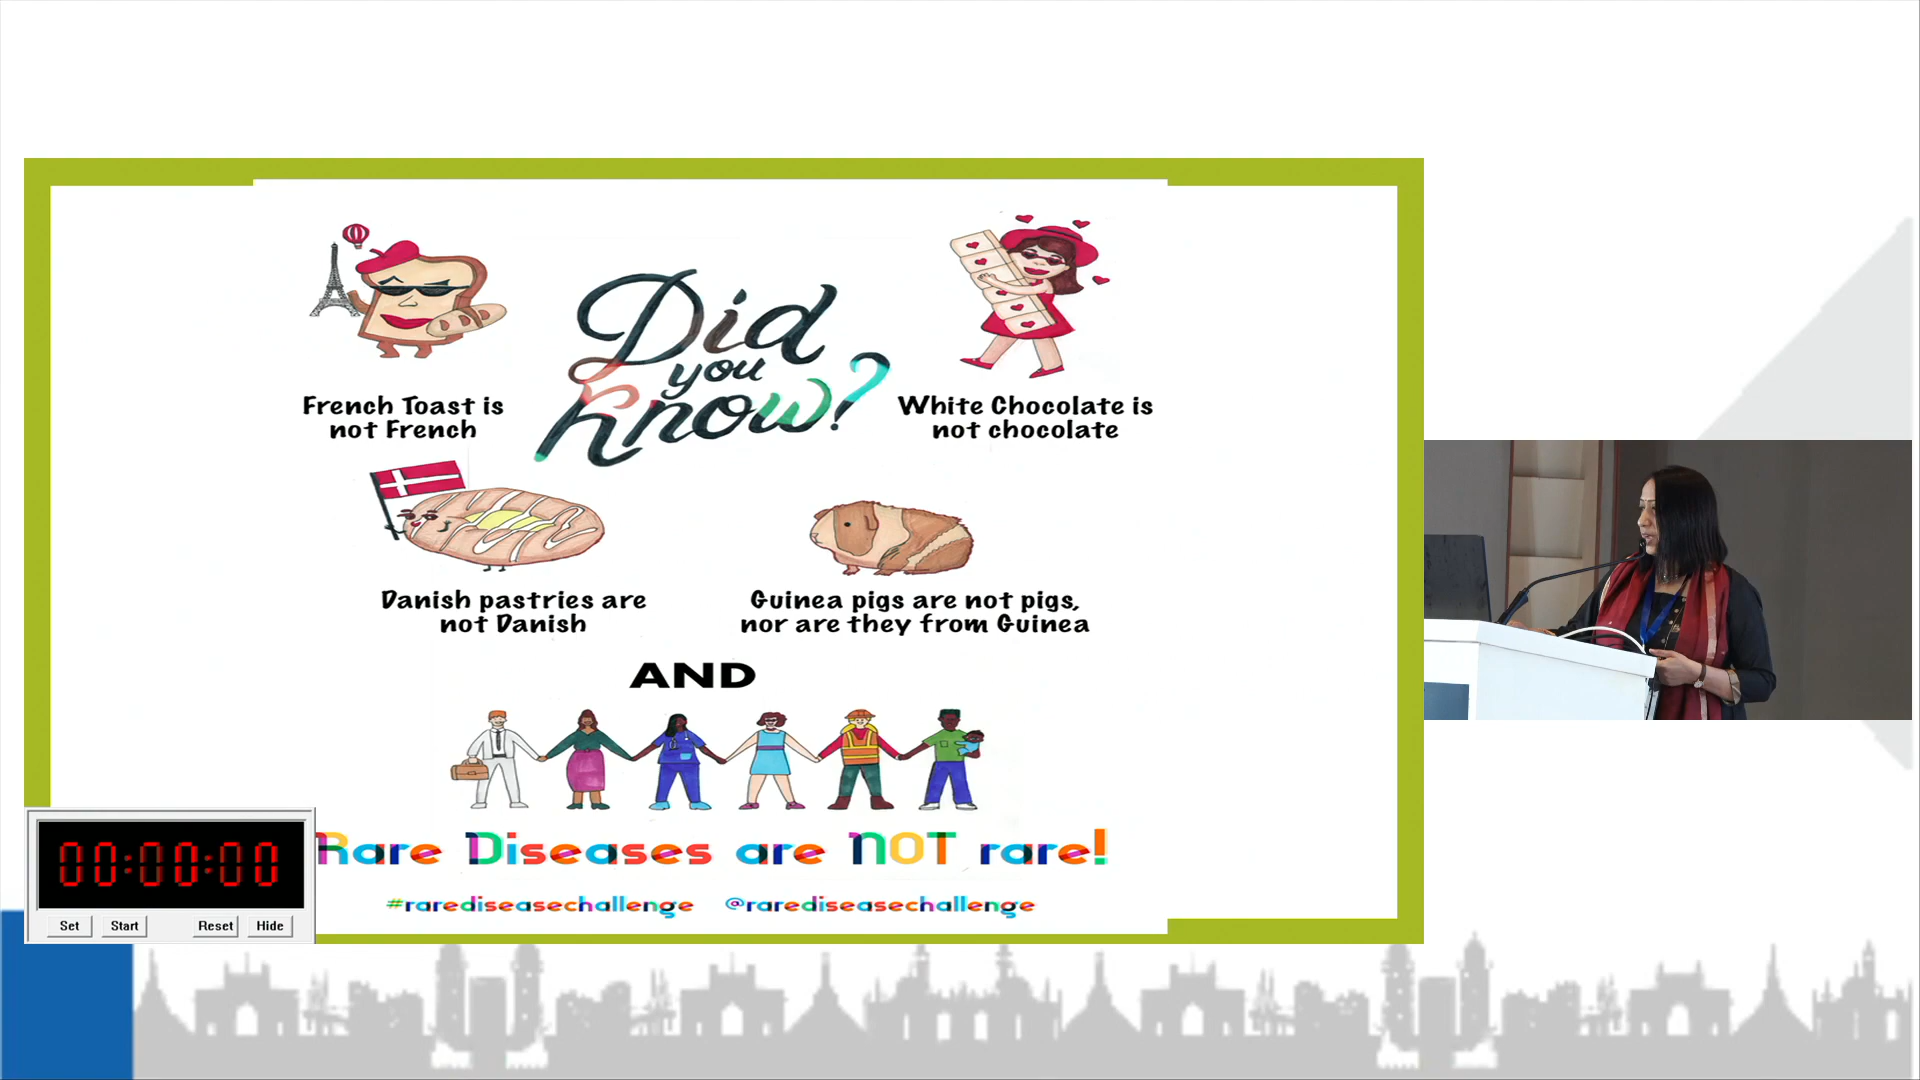 Did
you
know?
French Toast is
not French
White Chocolate is
not chocolate
Danish pastries are
not Danish
Guinea pigs are not pigs,
nor are they from Guinea
AND
Rare Diseases are NOT rare!
#rarediseasechallenge @rarediseasechallenge
00:00:00
Set Start Reset Hide